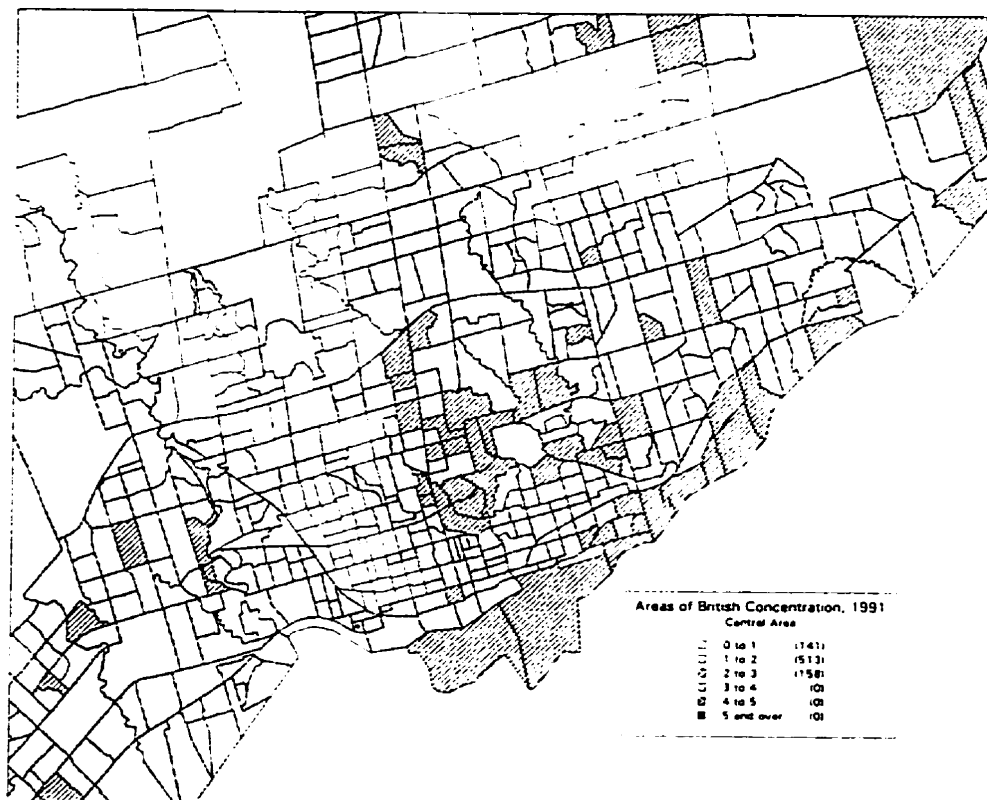 Areas of British Concentration, 1991
Central Area
0 to 1 (141)
1 to 2 (513)
2 to 3 (158)
3 to 4 (0)
4 to 5 (0)
5 and over (0)